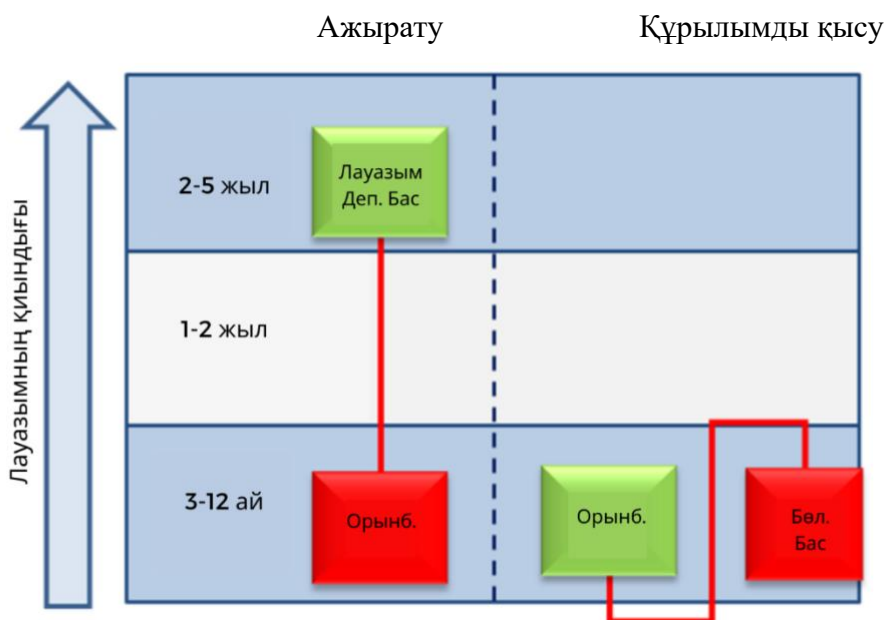 Ажырату
Құрылымды қысу
Лауазымның қиындығы
2-5 жыл
Лауазым
Деп. Бас
1-2 жыл
3-12 ай
Орынб.
Орынб.
Бөл.
Бас